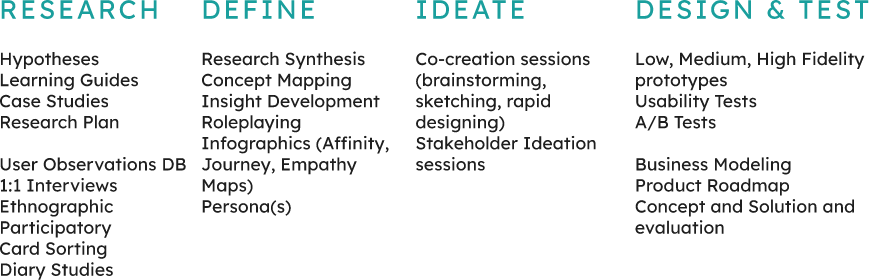 RESEARCH
Hypotheses
Learning Guides
Case Studies
Research Plan
User Observations DB
1:1 Interviews
Ethnographic
Participatory
Card Sorting
Diary Studies
DEFINE
Research Synthesis
Concept Mapping
Insight Development
Roleplaying
Infographics (Affinity,
Journey, Empathy
Maps)
Persona(s)
IDEATE
Co-creation sessions
(brainstorming,
sketching, rapid
designing)
Stakeholder Ideation
sessions
DESIGN & TEST
Low, Medium, High Fidelity
prototypes
Usability Tests
A/B Tests
Business Modeling
Product Roadmap
Concept and Solution and
evaluation